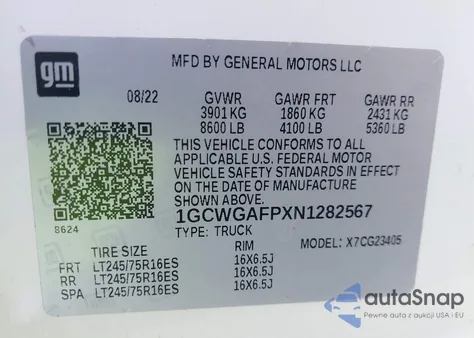 gm
MFD BY GENERAL MOTORS LLC
08/22 GVWR GAWR FRT GAWR RR
3901 KG 1860 KG 2431 KG
8600 LB 4100 LB 5360 LB
THIS VEHICLE CONFORMS TO ALL
APPLICABLE U.S. FEDERAL MOTOR
VEHICLE SAFETY STANDARDS IN
EFFECT ON THE DATE OF MANUFACTURE
SHOWN ABOVE.
8624 1GCWGAFPXN1282567
TYPE: TRUCK MODEL: X7CG23405
TIRE SIZE RIM
FRT LT245/75R16ES 16X6.5J
RR LT245/75R16ES 16X6.5J
SPA LT245/75R16ES 16X6.5J
autaSnap
Pewne auta z aukcji USA i EU